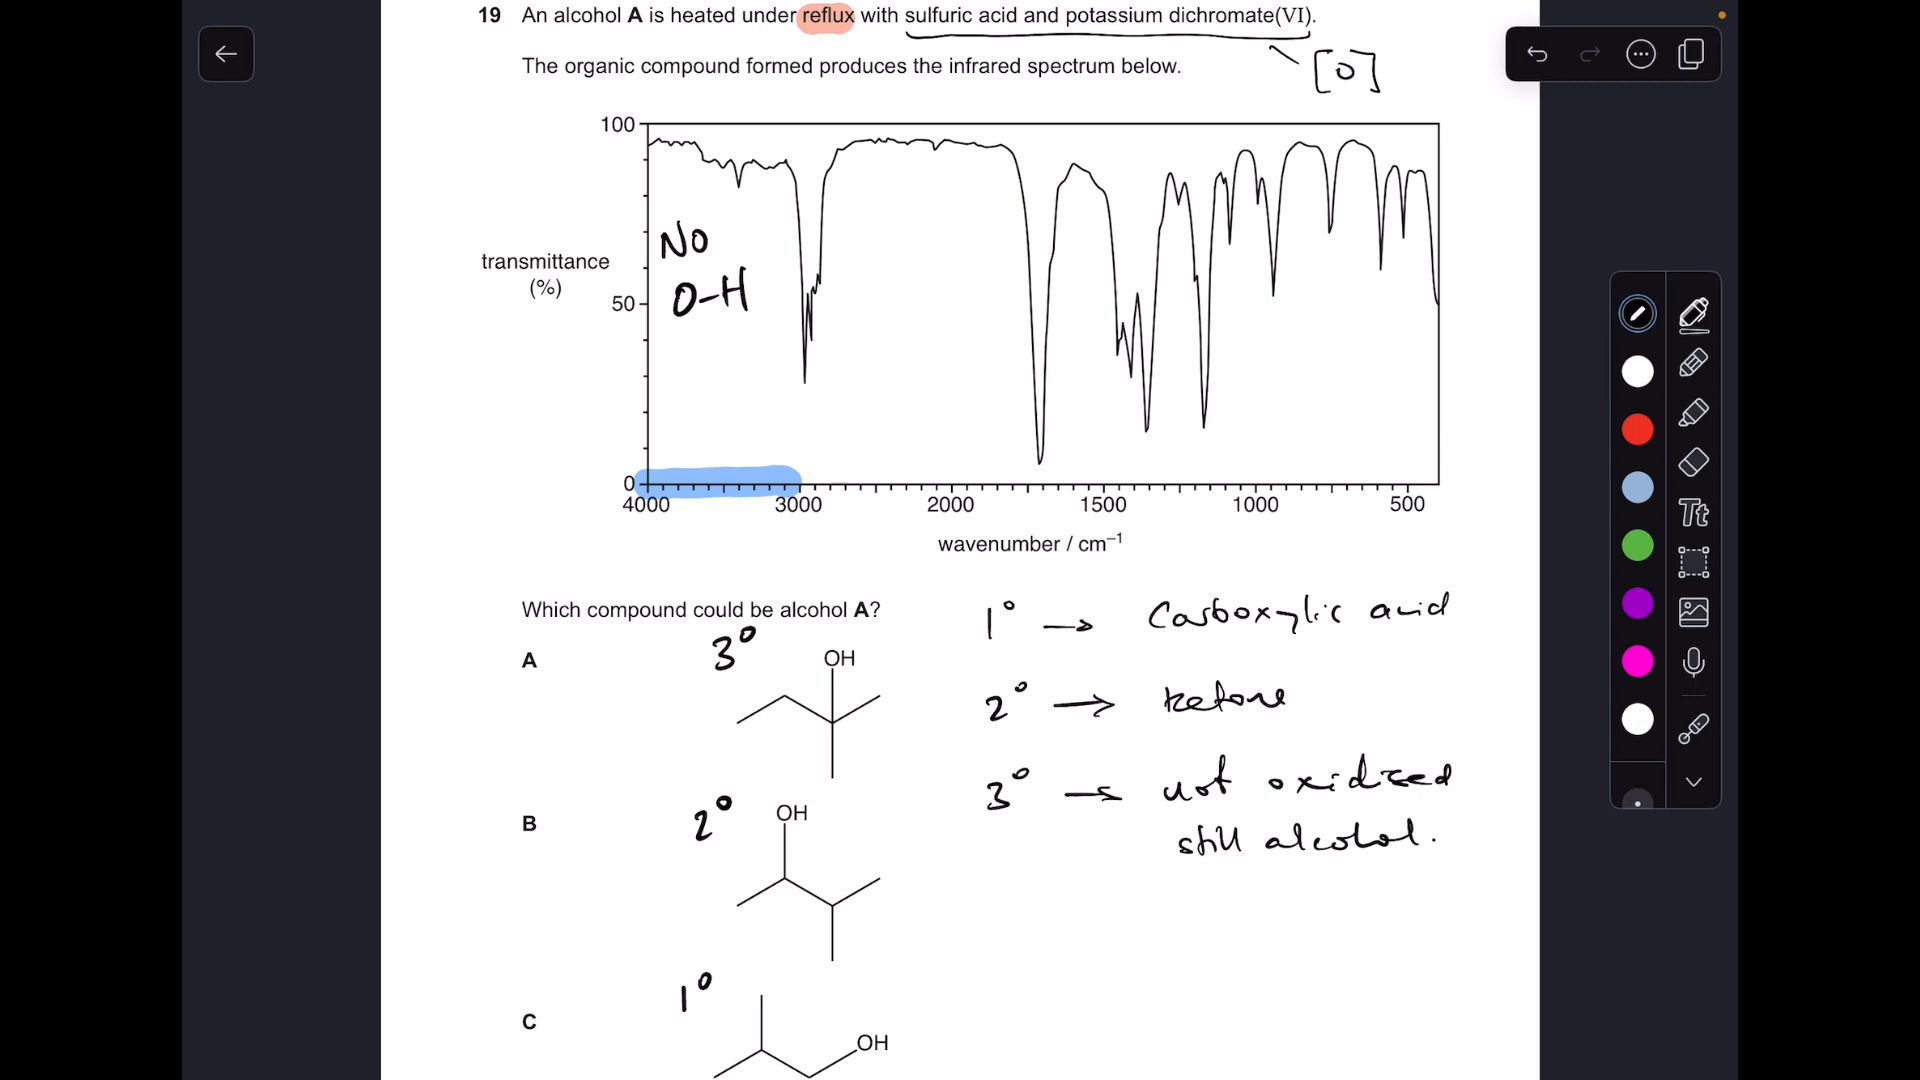 19 An alcohol A is heated under reflux with sulfuric acid and potassium dichromate(VI).
The organic compound formed produces the infrared spectrum below.
[O]
100
transmittance
(%)
50
0
No
O-H
4000 3000 2000 1500 1000 500
wavenumber / cm⁻¹
Which compound could be alcohol A?
A
3°
OH
B
2°
OH
C
1°
OH
1° → Carboxylic acid
2° → ketone
3° → not oxidised
still alcohol.
Tt